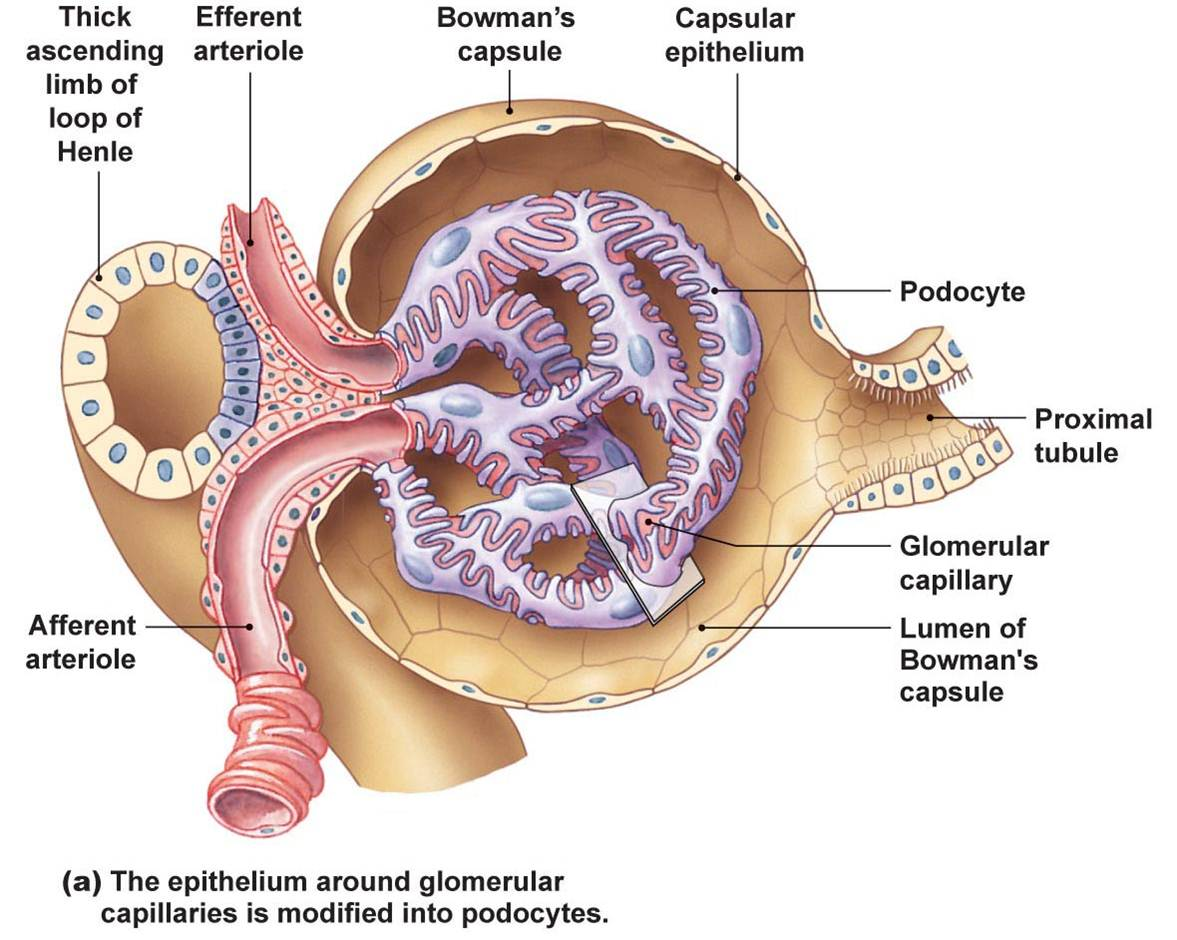 Thick
ascending
limb of
loop of
Henle
Efferent
arteriole
Bowman’s
capsule
Capsular
epithelium
Podocyte
Proximal
tubule
Glomerular
capillary
Lumen of
Bowman's
capsule
Afferent
arteriole
(a) The epithelium around glomerular
capillaries is modified into podocytes.